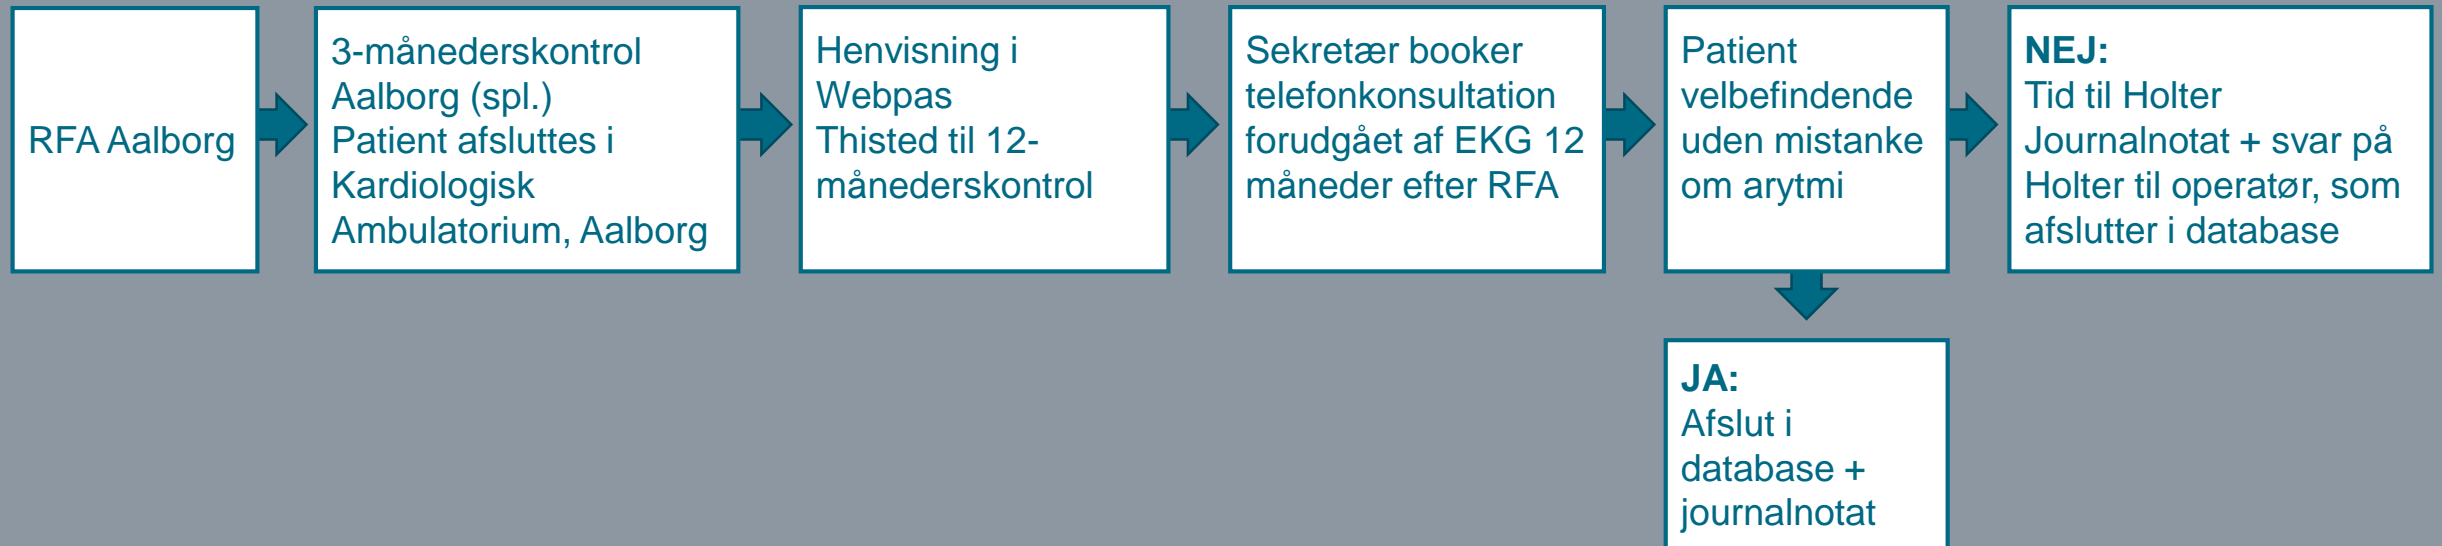 RFA Aalborg
3-månederskontrol
Aalborg (spl.)
Patient afsluttes i
Kardiologisk
Ambulatorium, Aalborg
Henvisning i
Webpas
Thisted til 12-
månederskontrol
Sekretær booker
telefonkonsultation
forudgået af EKG 12
måneder efter RFA
Patient
velbefindende
uden mistanke
om arytmi
NEJ:
Tid til Holter
Journalnotat + svar på
Holter til operatør, som
afslutter i database
JA:
Afslut i
database +
journalnotat